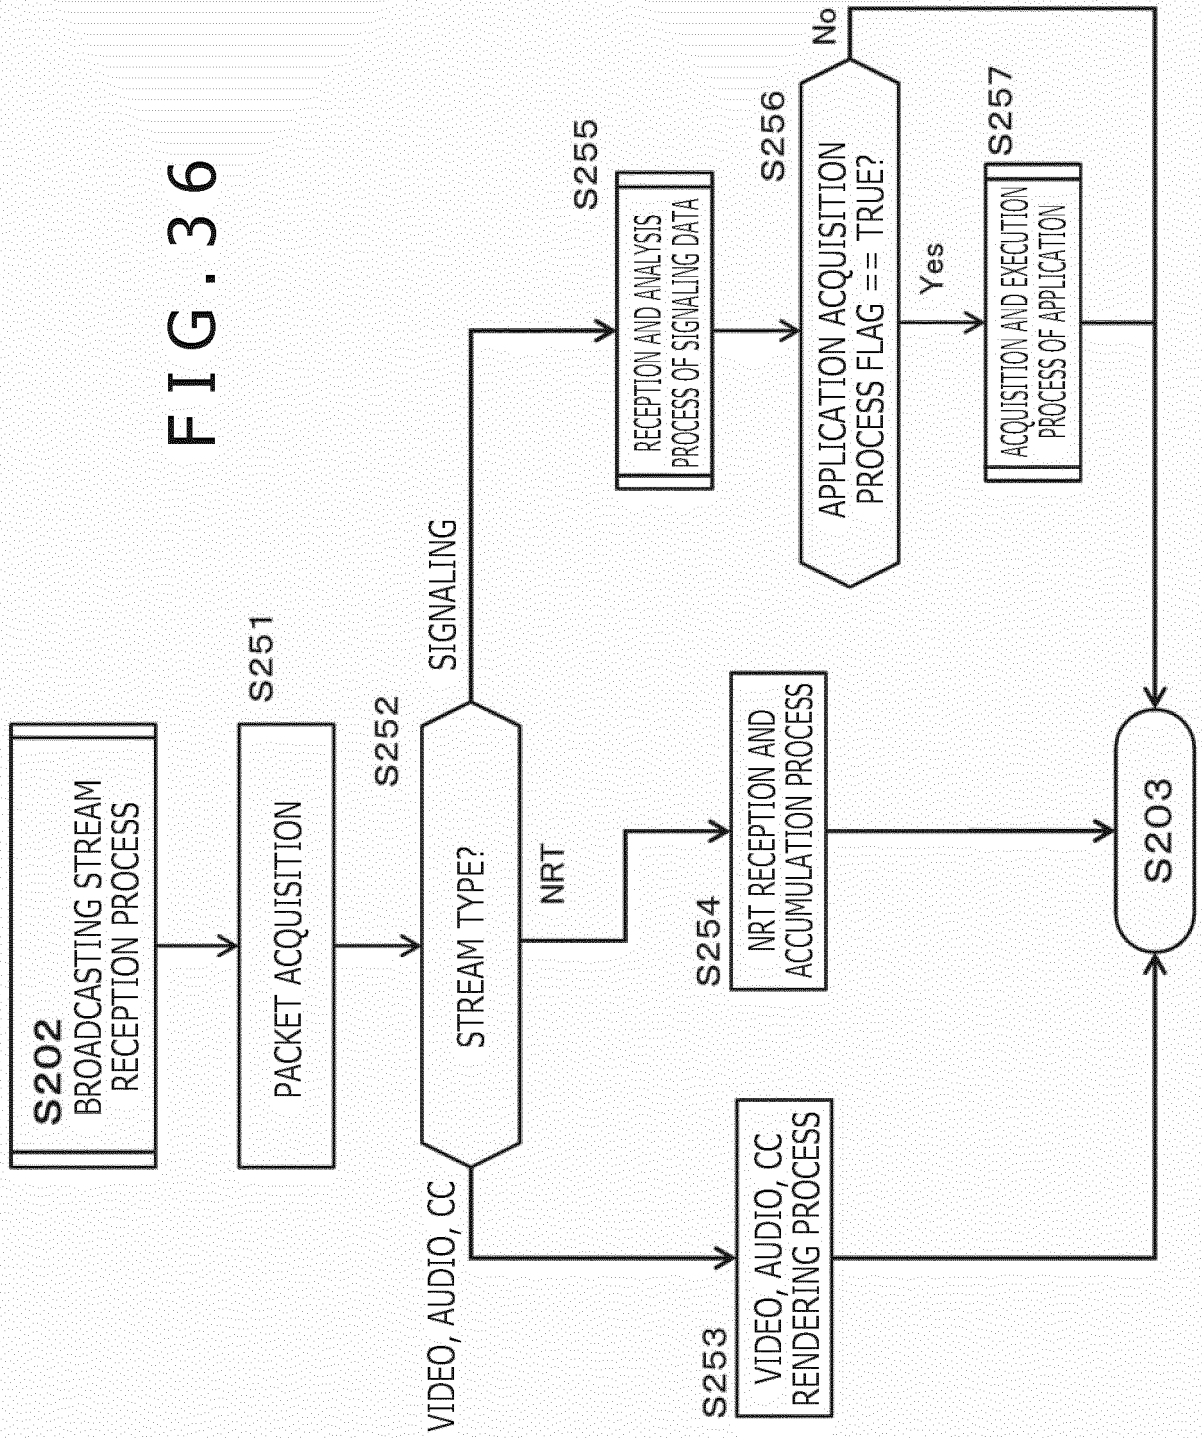 FIG. 36
S202
BROADCASTING STREAM
RECEPTION PROCESS
S251
PACKET ACQUISITION
S252
STREAM TYPE?
VIDEO, AUDIO, CC
NRT
SIGNALING
S253
VIDEO, AUDIO, CC
RENDERING PROCESS
S254
NRT RECEPTION AND
ACCUMULATION PROCESS
S255
RECEPTION AND ANALYSIS
PROCESS OF SIGNALING DATA
S256
APPLICATION ACQUISITION
PROCESS FLAG == TRUE?
No
Yes
S257
ACQUISITION AND EXECUTION
PROCESS OF APPLICATION
S203